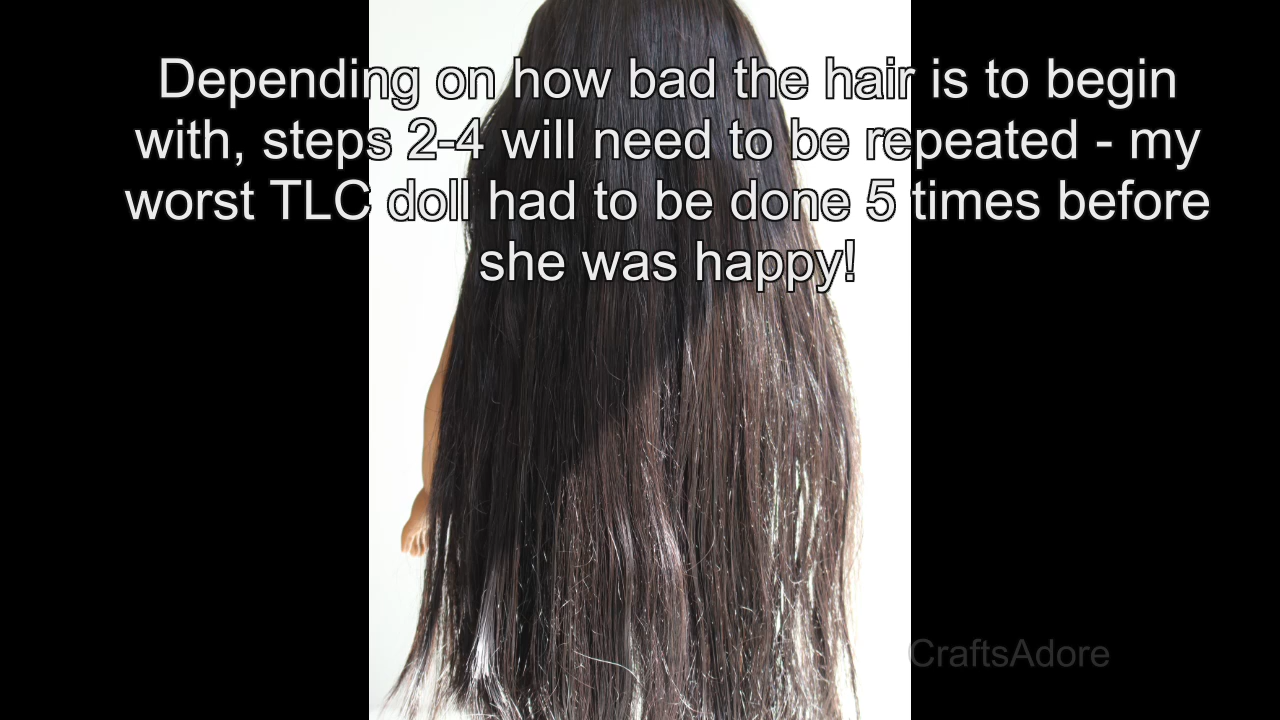 Depending on how bad the hair is to begin
with, steps 2-4 will need to be repeated - my
worst TLC doll had to be done 5 times before
she was happy!
CraftsAdore